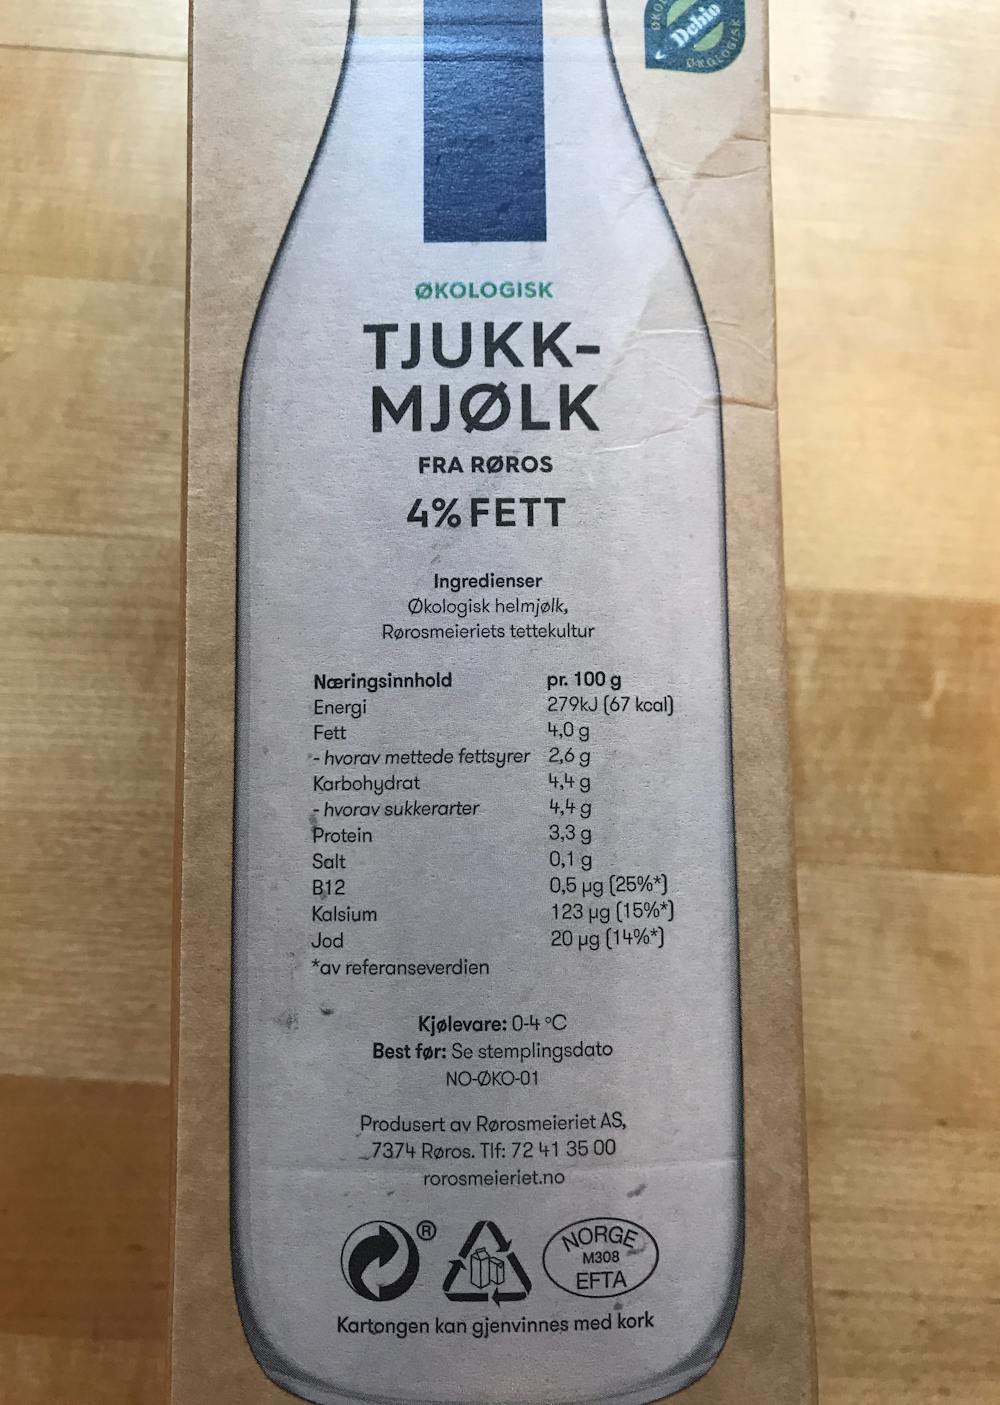 ØKO
Debio
ØKOLOGISK
ØKOLOGISK
TJUKK-
MJØLK
FRA RØROS
4% FETT
Ingredienser
Økologisk helmjølk,
Rørosmeieriets tettekultur
Næringsinnhold pr. 100 g
Energi 279kJ (67 kcal)
Fett 4,0 g
- hvorav mettede fettsyrer 2,6 g
Karbohydrat 4,4 g
- hvorav sukkerarter 4,4 g
Protein 3,3 g
Salt 0,1 g
B12 0,5 µg (25%*)
Kalsium 123 µg (15%*)
Jod 20 µg (14%*)
*av referanseverdien
Kjølevare: 0-4 °C
Best før: Se stemplingsdato
NO-ØKO-01
Produsert av Rørosmeieriet AS,
7374 Røros. Tlf: 72 41 35 00
rorosmeieriet.no
®
NORGE
M308
EFTA
Kartongen kan gjenvinnes med kork